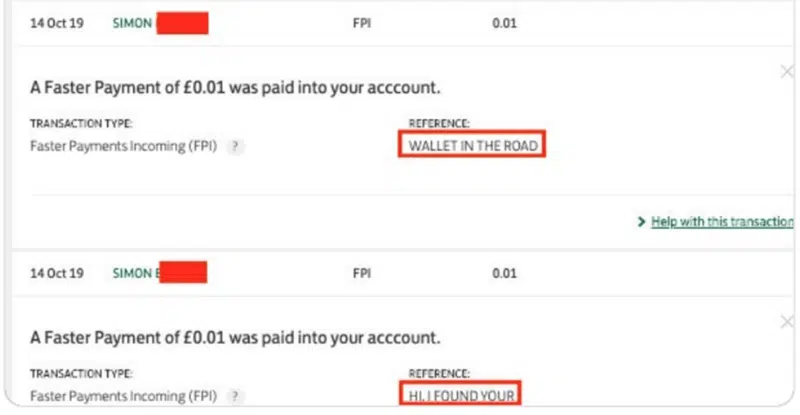 14 Oct 19 SIMON FPI 0.01
A Faster Payment of £0.01 was paid into your acccount.
TRANSACTION TYPE: REFERENCE:
Faster Payments Incoming (FPI) ? WALLET IN THE ROAD
Help with this transaction
14 Oct 19 SIMON FPI 0.01
A Faster Payment of £0.01 was paid into your acccount.
TRANSACTION TYPE: REFERENCE:
Faster Payments Incoming (FPI) ? HI, I FOUND YOUR